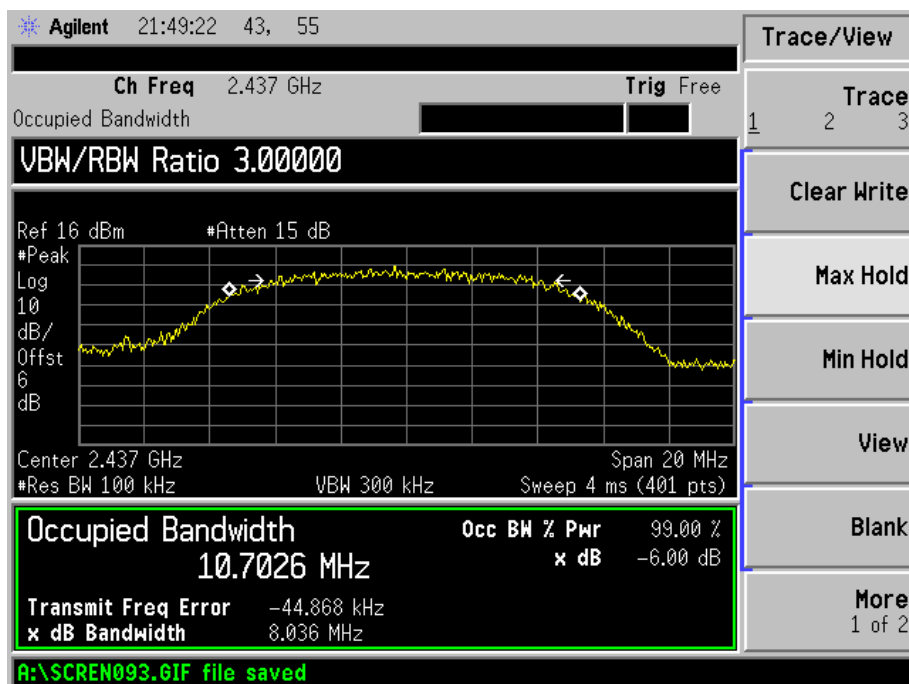 Agilent 21:49:22 43, 55
Trace/View
Ch Freq 2.437 GHz Trig Free
Occupied Bandwidth
Trace
1 2 3
VBW/RBW Ratio 3.00000
Clear Write
Ref 16 dBm #Atten 15 dB
#Peak
Log
10
dB/
Offst
6
dB
Max Hold
Min Hold
View
Center 2.437 GHz Span 20 MHz
#Res BW 100 kHz VBW 300 kHz Sweep 4 ms (401 pts)
Occupied Bandwidth Occ BW % Pwr 99.00 %
10.7026 MHz x dB -6.00 dB
Blank
Transmit Freq Error -44.868 kHz
x dB Bandwidth 8.036 MHz
More
1 of 2
A:\SCREN093.GIF file saved